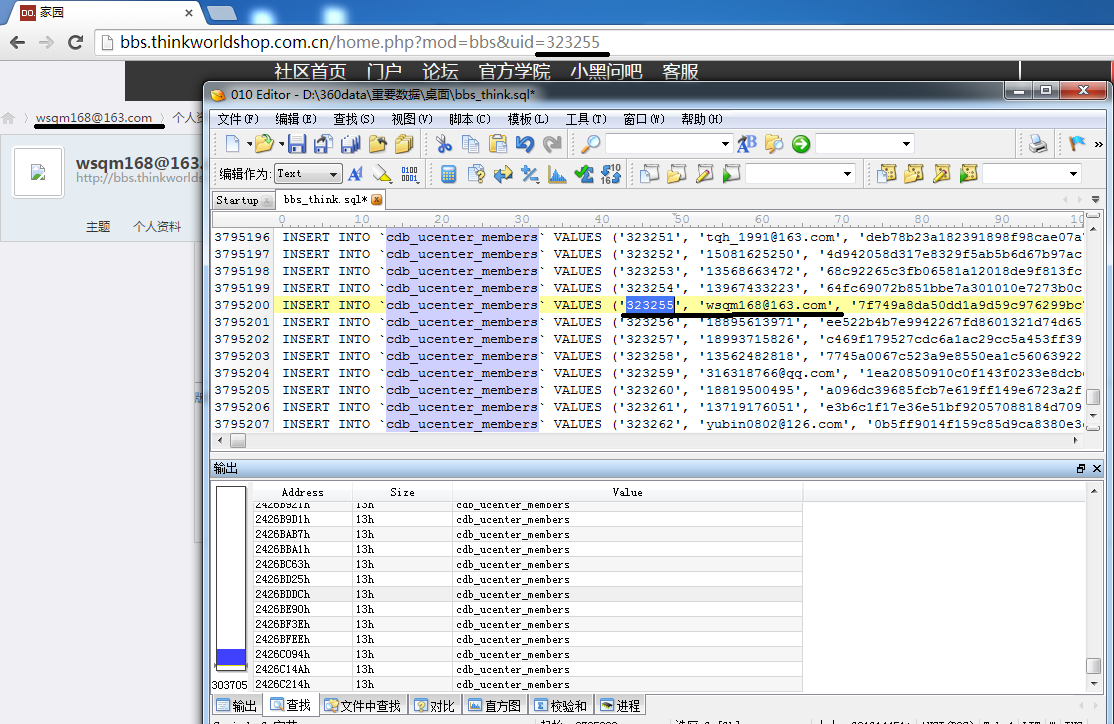 家园
bbs.thinkworldshop.com.cn/home.php?mod=bbs&uid=323255
社区首页 门户 论坛 官方学院 小黑问吧 客服
wsqm168@163.com
wsqm168@163.
http://bbs.thinkworlds
主题 个人资料
010 Editor - D:\360data\重要数据\桌面\bbs_think.sql*
文件(F) 编辑(E) 查找(S) 视图(V) 脚本(C) 模板(L) 工具(T) 窗口(W) 帮助(H)
编辑作为: Text
Startup bbs_think.sql*
0 10 20 30 40 50 60 70 80 90 10
3795196 INSERT INTO `cdb_ucenter_members` VALUES ('323251', 'tqh_1991@163.com', 'deb78b23a182391898f98cae07a
3795197 INSERT INTO `cdb_ucenter_members` VALUES ('323252', '15081625250', '4d942058d317e8329f5ab5b6d67b97ac
3795198 INSERT INTO `cdb_ucenter_members` VALUES ('323253', '13568663472', '68c92265c3fb06581a12018de9f813fc
3795199 INSERT INTO `cdb_ucenter_members` VALUES ('323254', '13967433223', '64fc69072b851bbe7a301010e7273b0c
3795200 INSERT INTO `cdb_ucenter_members` VALUES ('323255', 'wsqm168@163.com', '7f749a8da50dd1a9d59c976299bc
3795201 INSERT INTO `cdb_ucenter_members` VALUES ('323256', '18895613971', 'ee522b4b7e9942267fd8601321d74d65
3795202 INSERT INTO `cdb_ucenter_members` VALUES ('323257', '18993715826', 'c469f179527cdc6a1ac29cc5a453ff39
3795203 INSERT INTO `cdb_ucenter_members` VALUES ('323258', '13562482818', '7745a0067c523a9e8550ea1c56063922
3795204 INSERT INTO `cdb_ucenter_members` VALUES ('323259', '316318766@qq.com', '1ea20850910c0f143f0233e8dcb
3795205 INSERT INTO `cdb_ucenter_members` VALUES ('323260', '18819500495', 'a096dc39685fcb7e619ff149e6723a2f
3795206 INSERT INTO `cdb_ucenter_members` VALUES ('323261', '13719176051', 'e3b6c1f17e36e51bf92057088184d709
3795207 INSERT INTO `cdb_ucenter_members` VALUES ('323262', 'yubin0802@126.com', '0b5ff9014f159c85d9ca8380e3
输出
Address Size Value
2426B921h 13h cdb_ucenter_members
2426B9D1h 13h cdb_ucenter_members
2426BAB7h 13h cdb_ucenter_members
2426BBA1h 13h cdb_ucenter_members
2426BC63h 13h cdb_ucenter_members
2426BD25h 13h cdb_ucenter_members
2426BDDCh 13h cdb_ucenter_members
2426BE90h 13h cdb_ucenter_members
2426BF3Eh 13h cdb_ucenter_members
2426BFEEh 13h cdb_ucenter_members
2426C094h 13h cdb_ucenter_members
2426C14Ah 13h cdb_ucenter_members
2426C214h 13h cdb_ucenter_members
303705
输出 查找 文件中查找 对比 直方图 校验和 进程